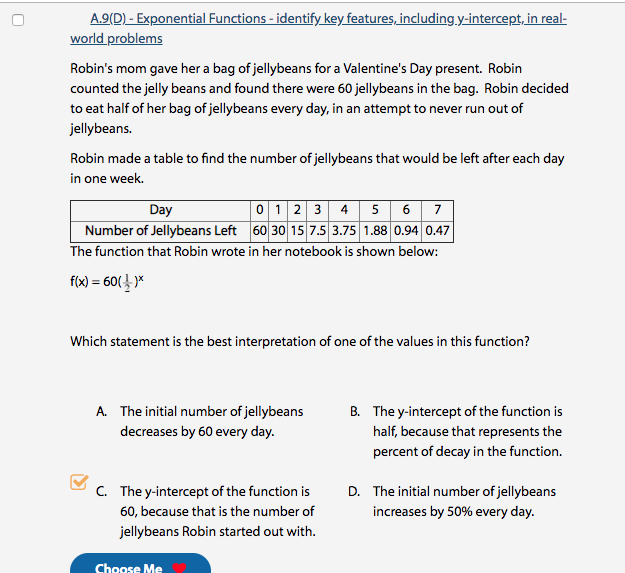 A.9(D) - Exponential Functions - identify key features, including y-intercept, in real-
world problems
Robin's mom gave her a bag of jellybeans for a Valentine's Day present. Robin
counted the jelly beans and found there were 60 jellybeans in the bag. Robin decided
to eat half of her bag of jellybeans every day, in an attempt to never run out of
jellybeans.
Robin made a table to find the number of jellybeans that would be left after each day
in one week.
Day 0 1 2 3 4 5 6 7
Number of Jellybeans Left 60 30 15 7.5 3.75 1.88 0.94 0.47
The function that Robin wrote in her notebook is shown below:
f(x) = 60(½)ˣ
Which statement is the best interpretation of one of the values in this function?
A. The initial number of jellybeans
decreases by 60 every day.
B. The y-intercept of the function is
half, because that represents the
percent of decay in the function.
C. The y-intercept of the function is
60, because that is the number of
jellybeans Robin started out with.
D. The initial number of jellybeans
increases by 50% every day.
Choose Me